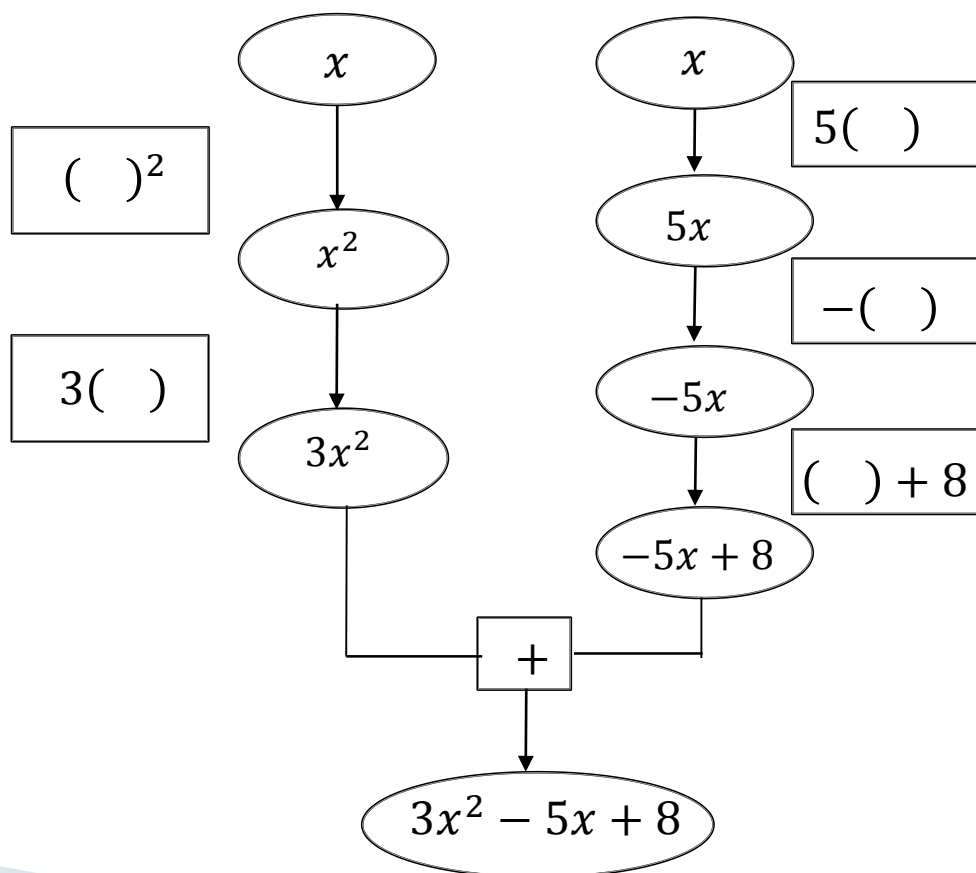 x
x
5( )
( )²
5x
x²
−( )
3( )
−5x
3x²
( ) + 8
−5x + 8
+
3x² − 5x + 8